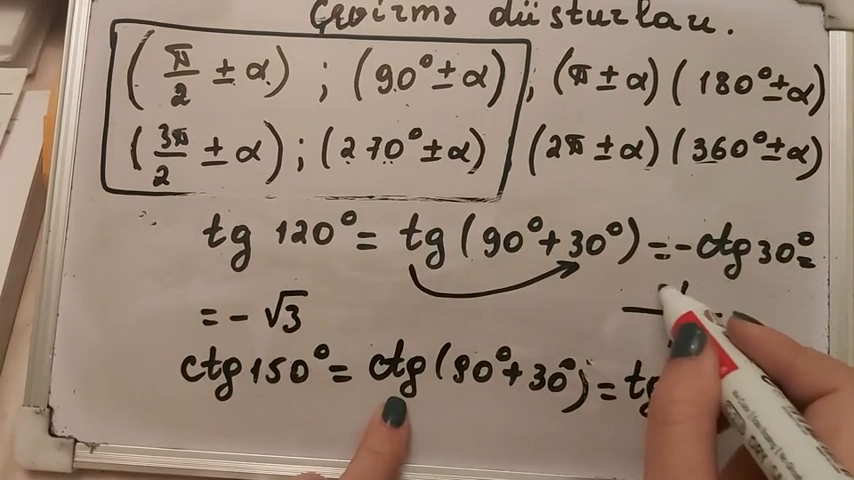 Çevirmə düsturları.
(π/2 ± α) ; (90° ± α) ; (π ± α) (180° ± α)
(3π/2 ± α) ; (270° ± α) (2π ± α) (360° ± α)
tg 120° = tg (90° + 30°) = - ctg 30° =
= - √3
ctg 150° = ctg (90° + 30°) = tg